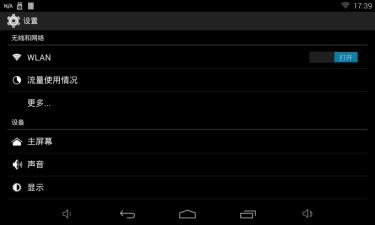 N/A 17:39
设置
无线和网络
WLAN 打开
流量使用情况
更多...
设备
主屏幕
声音
显示